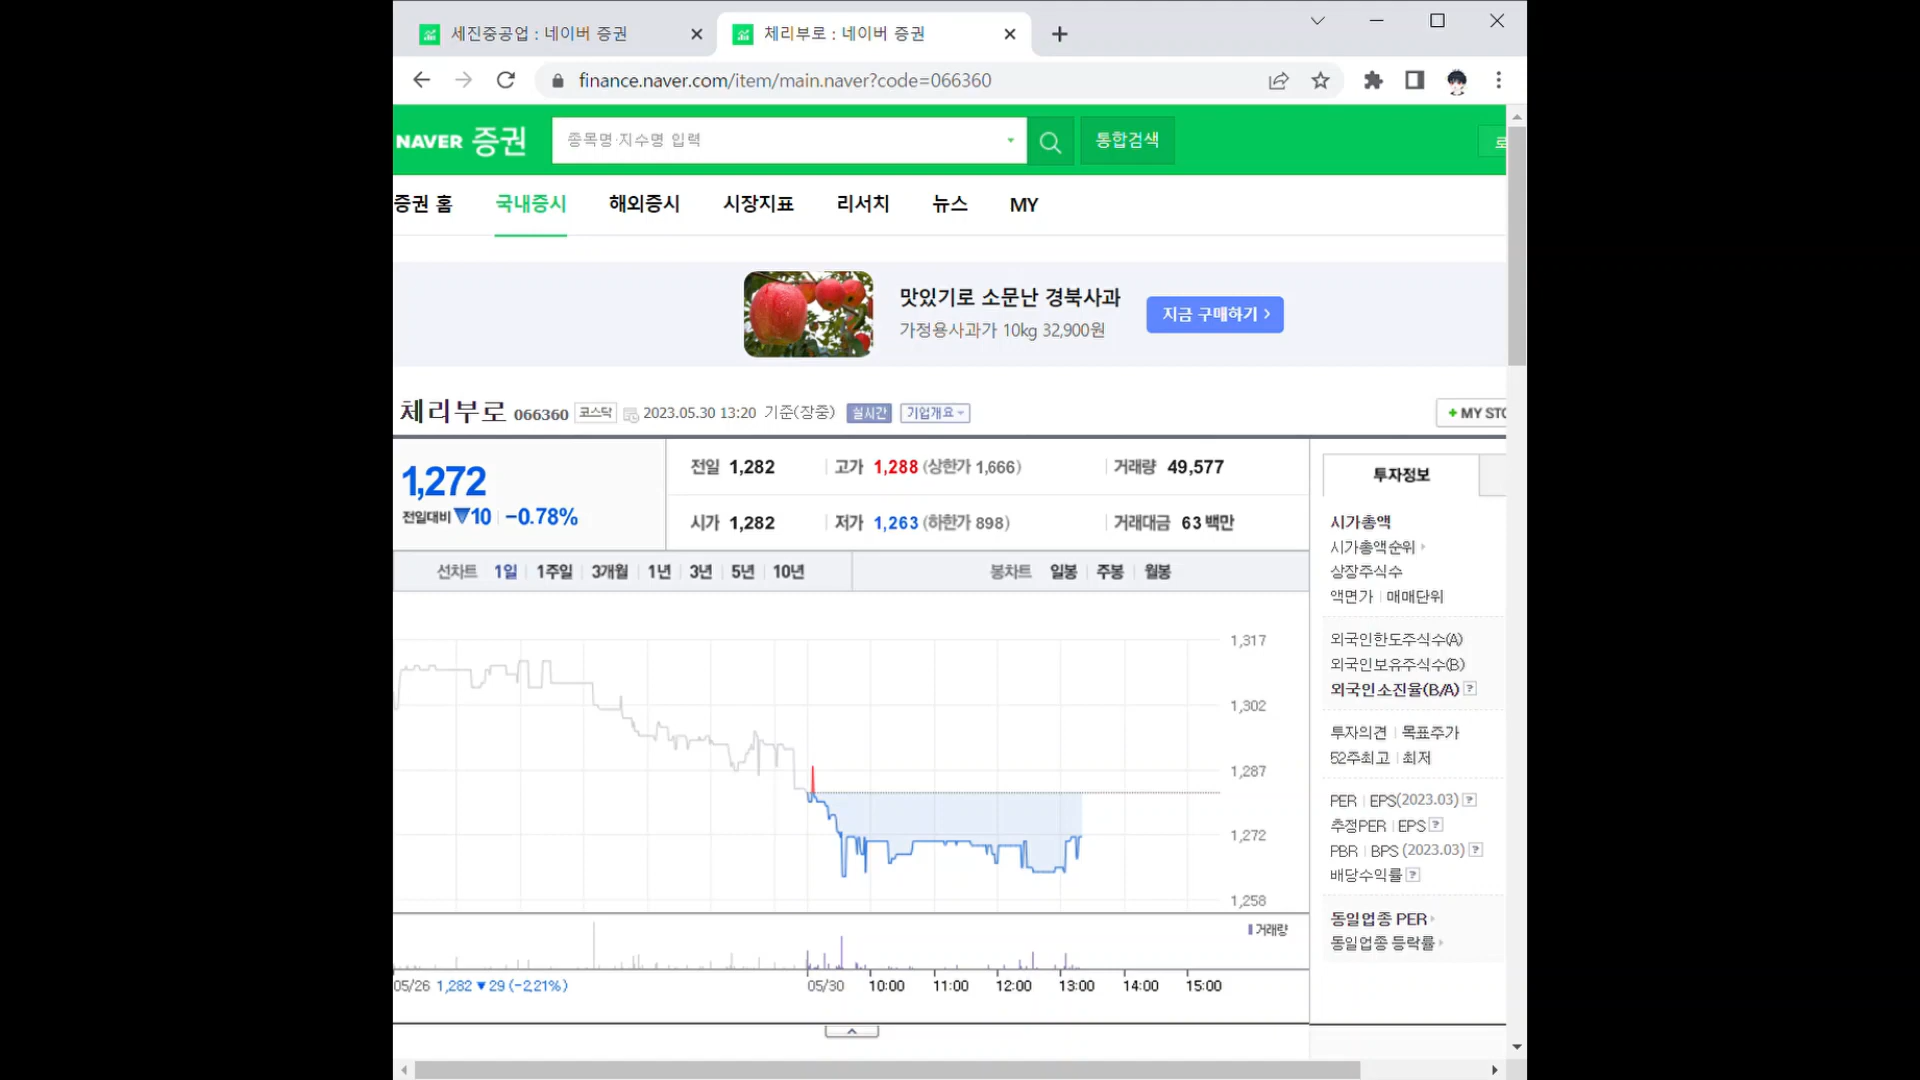 세진중공업 : 네이버 증권
체리부로 : 네이버 증권
finance.naver.com/item/main.naver?code=066360
NAVER 증권
종목명·지수명 입력
통합검색
로
증권 홈 국내증시 해외증시 시장지표 리서치 뉴스 MY
맛있기로 소문난 경북사과
가정용사과가 10kg 32,900원
지금 구매하기 >
체리부로 066360 코스닥 2023.05.30 13:20 기준(장중) 실시간 기업개요
+ MY STO
1,272
전일대비 ▼10 -0.78%
전일 1,282 고가 1,288 (상한가 1,666) 거래량 49,577
시가 1,282 저가 1,263 (하한가 898) 거래대금 63 백만
선차트 1일 1주일 3개월 1년 3년 5년 10년 봉차트 일봉 주봉 월봉
1,317
1,302
1,287
1,272
1,258
거래량
05/26 1,282 ▼ 29 (-2,21%)
05/30 10:00 11:00 12:00 13:00 14:00 15:00
투자정보
시가총액
시가총액순위
상장주식수
액면가 | 매매단위
외국인한도주식수(A)
외국인보유주식수(B)
외국인소진율(B/A) ?
투자의견 | 목표주가
52주최고 | 최저
PER | EPS(2023.03) ?
추정PER | EPS ?
PBR | BPS (2023.03) ?
배당수익률 ?
동일업종 PER
동일업종 등락률